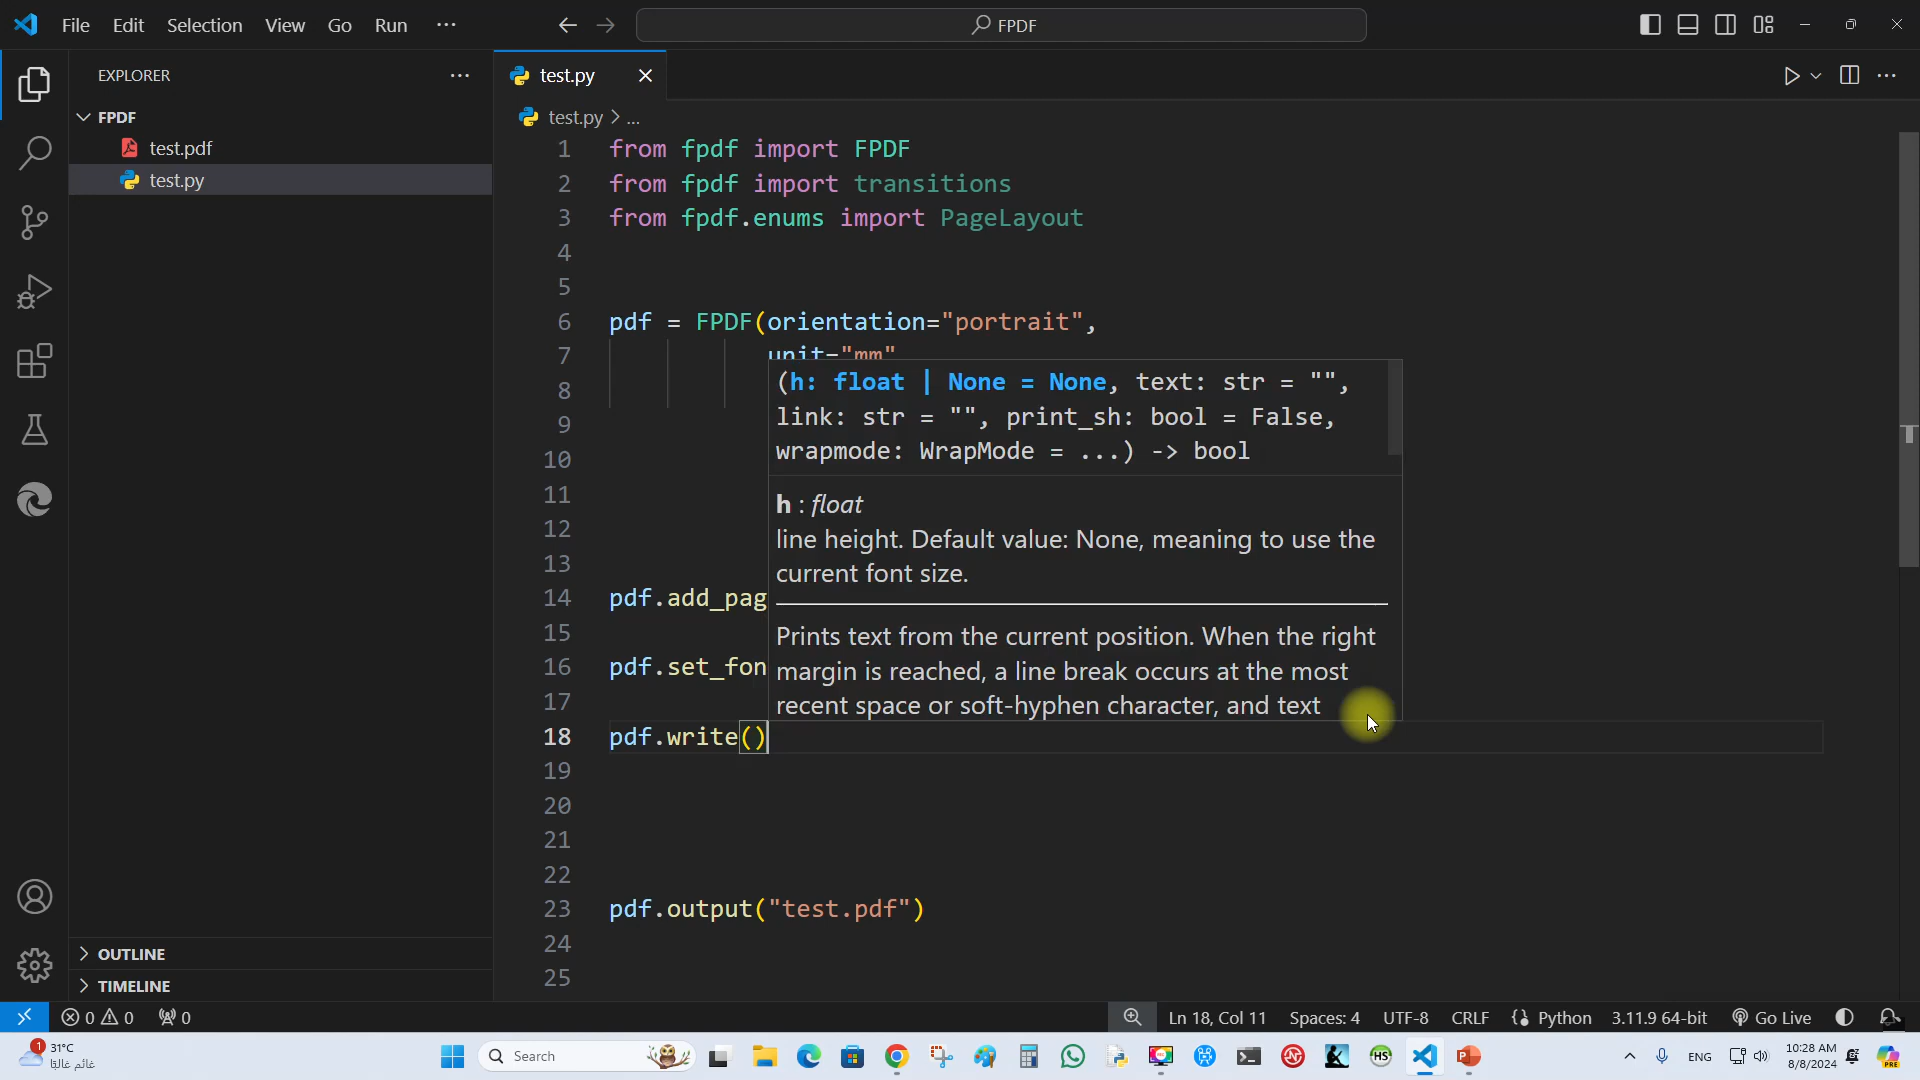 File Edit Selection View Go Run ...
FPDF
EXPLORER
FPDF
test.pdf
test.py
OUTLINE
TIMELINE
test.py
test.py > ...
1 from fpdf import FPDF
2 from fpdf import transitions
3 from fpdf.enums import PageLayout
4
5
6 pdf = FPDF(orientation="portrait",
7 unit="mm"
8
9
10
11
12
13
14 pdf.add_pag
15
16 pdf.set_fon
17
18 pdf.write()
19
20
21
22
23 pdf.output("test.pdf")
24
25
(h: float | None = None, text: str = "",
link: str = "", print_sh: bool = False,
wrapmode: WrapMode = ...) -> bool
h : float
line height. Default value: None, meaning to use the
current font size.
Prints text from the current position. When the right
margin is reached, a line break occurs at the most
recent space or soft-hyphen character, and text
0 0 0
Ln 18, Col 11 Spaces: 4 UTF-8 CRLF Python 3.11.9 64-bit Go Live
1
31°C
غائم غالبًا
Search
HS
ENG
10:28 AM
8/8/2024
PRE